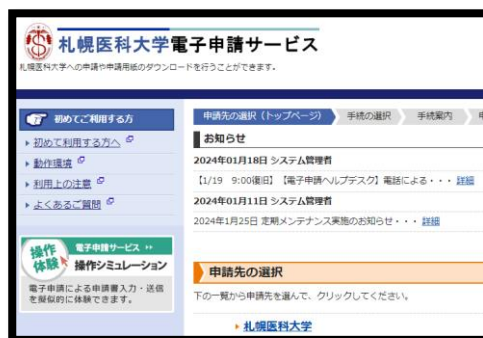 札幌医科大学電子申請サービス
札幌医科大学への申請や申請用紙のダウンロードを行うことができます。
初めてご利用する方
初めて利用する方へ
動作環境
利用上の注意
よくあるご質問
操作体験
電子申請サービス
操作シミュレーション
電子申請による申請書入力・送信を擬似的に体験できます。
申請先の選択（トップページ） 手続の選択 手続案内
お知らせ
2024年01月18日 システム管理者
【1/19 9:00復旧】【電子申請ヘルプデスク】電話による・・・ 詳細
2024年01月11日 システム管理者
2024年1月25日 定期メンテナンス実施のお知らせ・・・ 詳細
申請先の選択
下の一覧から申請先を選んで、クリックしてください。
札幌医科大学